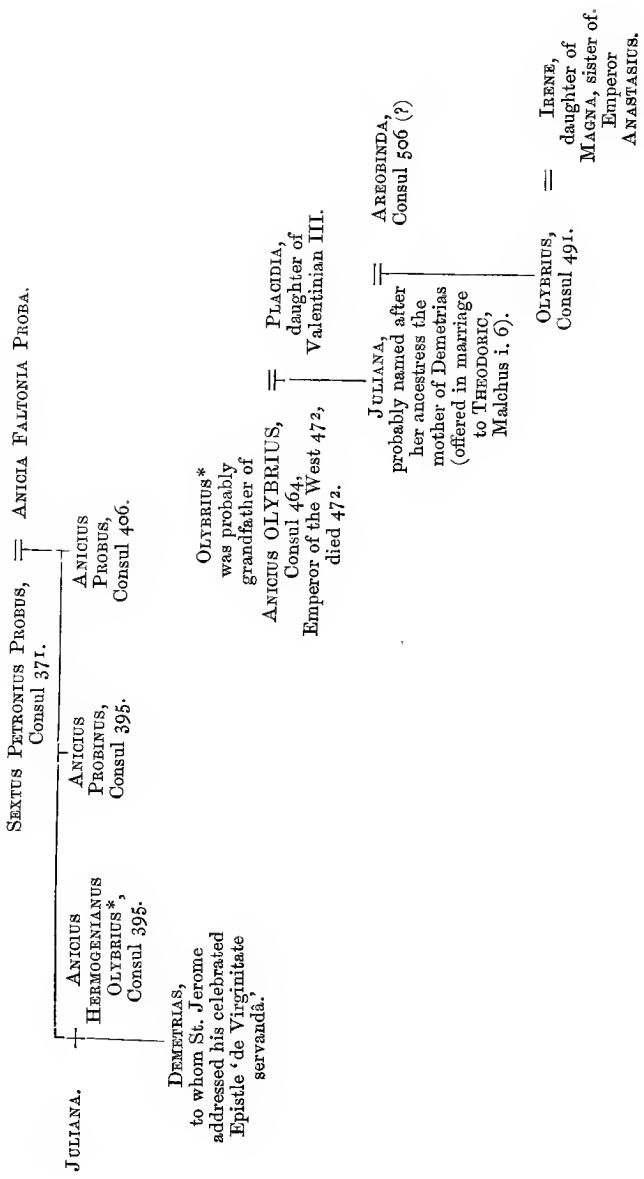 SEXTUS PETRONIUS PROBUS,
Consul 371.
= ANICIA FALTONIA PROBA.
JULIANA.
ANICIUS
HERMOGENIANUS
OLYBRIUS*,
Consul 395.
ANICIUS
PROBINUS,
Consul 395.
ANICIUS
PROBUS,
Consul 406.
DEMETRIAS,
to whom St. Jerome
addressed his celebrated
Epistle ‘de Virginitate
servandâ.’
OLYBRIUS*
was probably
grandfather of
ANICIUS OLYBRIUS,
Consul 464,
Emperor of the West 472,
died 472.
=
PLACIDIA,
daughter of
Valentinian III.
JULIANA,
probably named after
her ancestress the
mother of Demetrias
(offered in marriage
to THEODORIC,
Malchus i. 6).
=
AREOBINDA,
Consul 506 (?)
OLYBRIUS,
Consul 491.
=
IRENE,
daughter of
MAGNA, sister of
Emperor
ANASTASIUS.